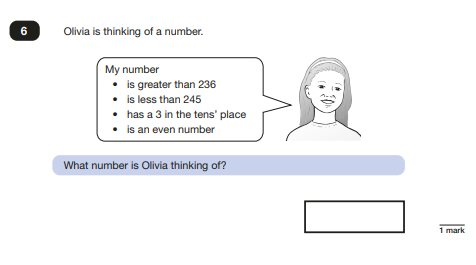 6 Olivia is thinking of a number.
My number
• is greater than 236
• is less than 245
• has a 3 in the tens' place
• is an even number
What number is Olivia thinking of?
1 mark